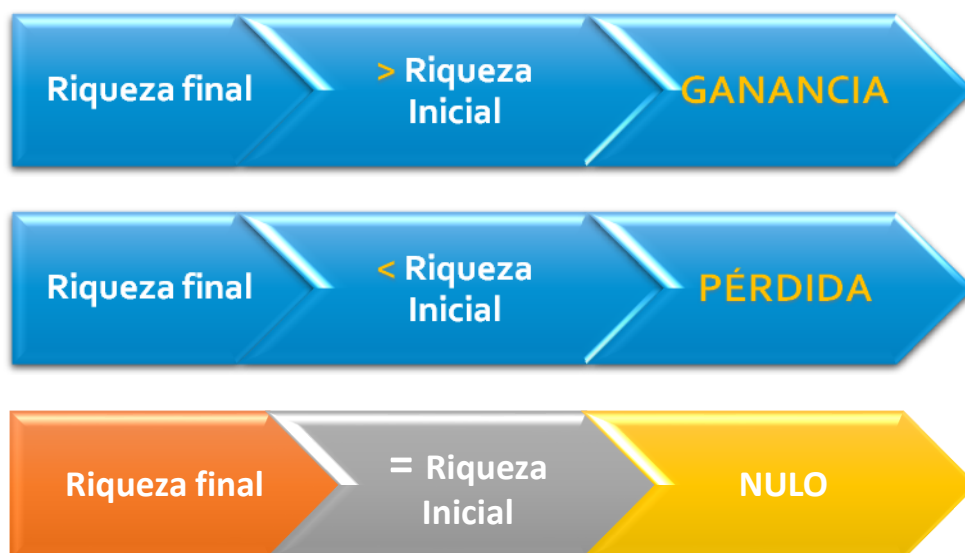 Riqueza final
> Riqueza
Inicial
GANANCIA
Riqueza final
< Riqueza
Inicial
PÉRDIDA
Riqueza final
= Riqueza
Inicial
NULO